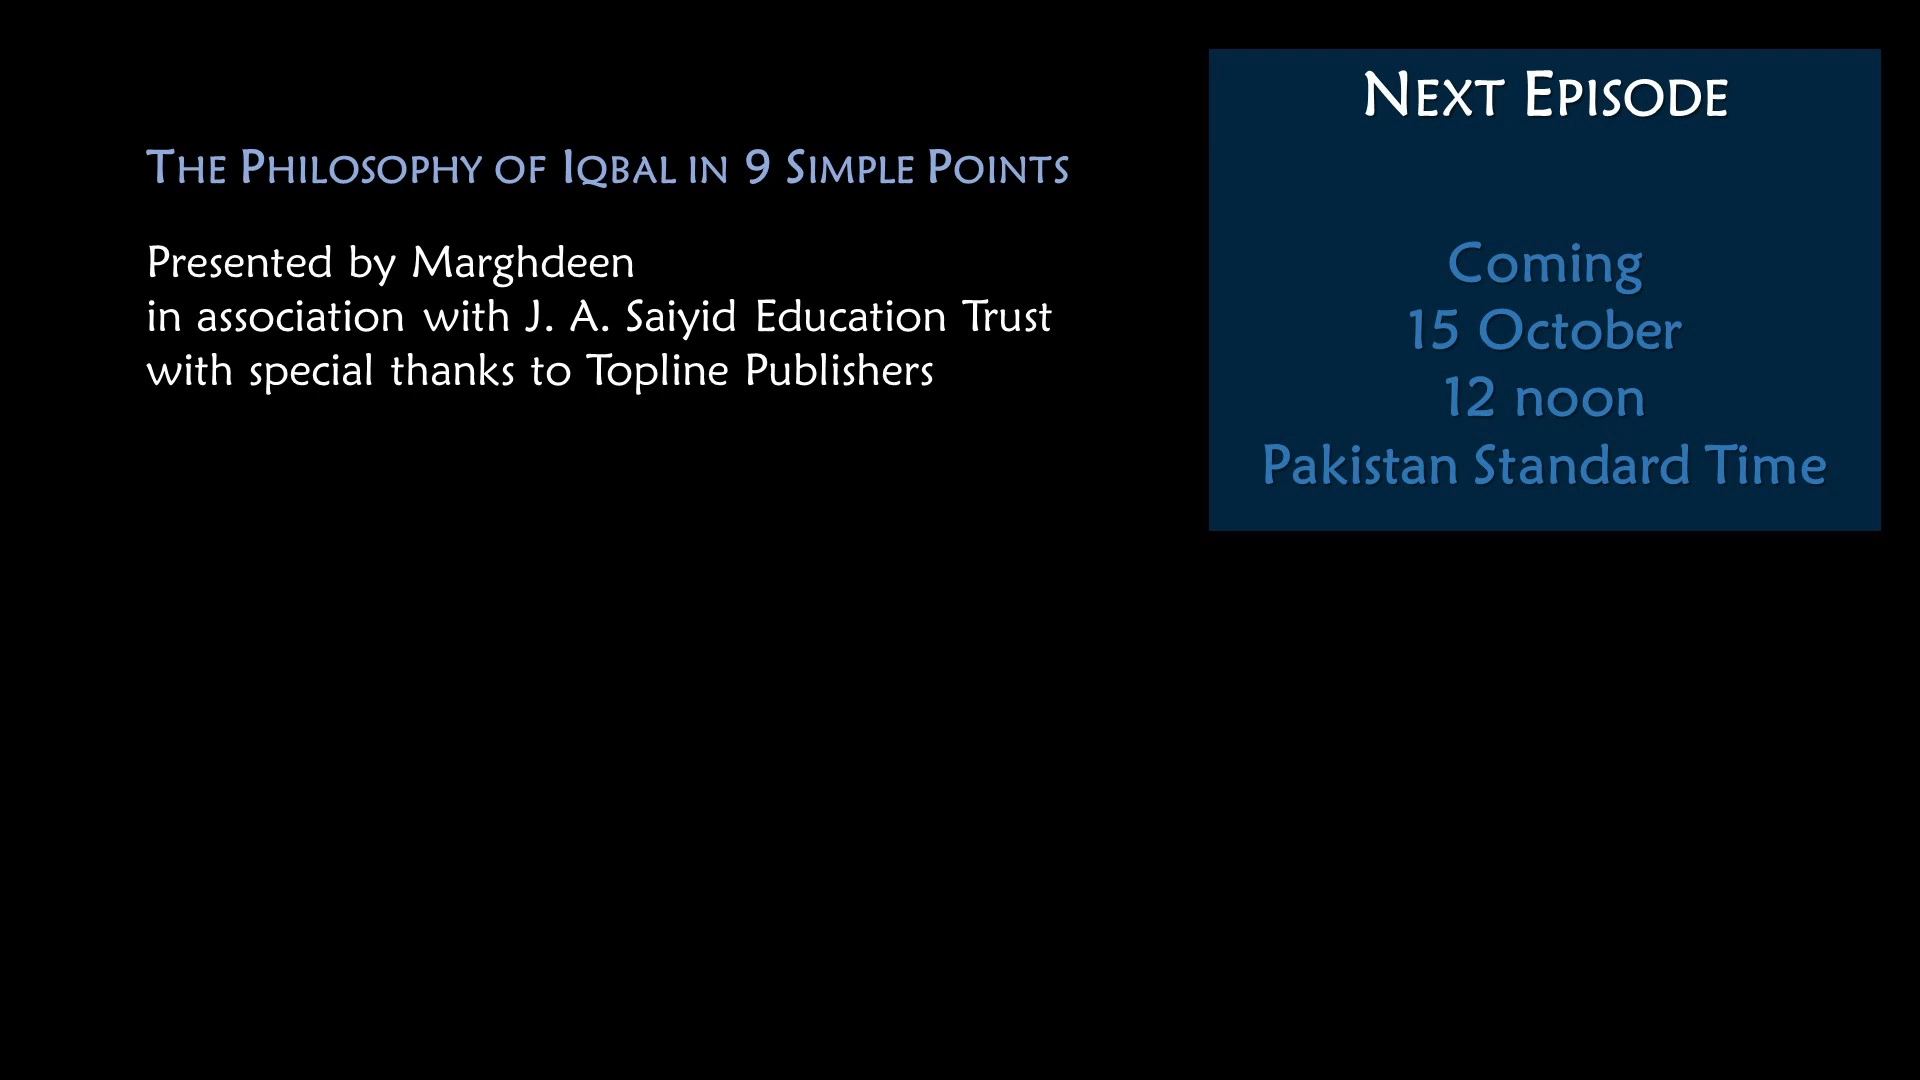 The Philosophy of Iqbal in 9 Simple Points
Presented by Marghdeen
in association with J. A. Saiyid Education Trust
with special thanks to Topline Publishers
Next Episode
Coming
15 October
12 noon
Pakistan Standard Time